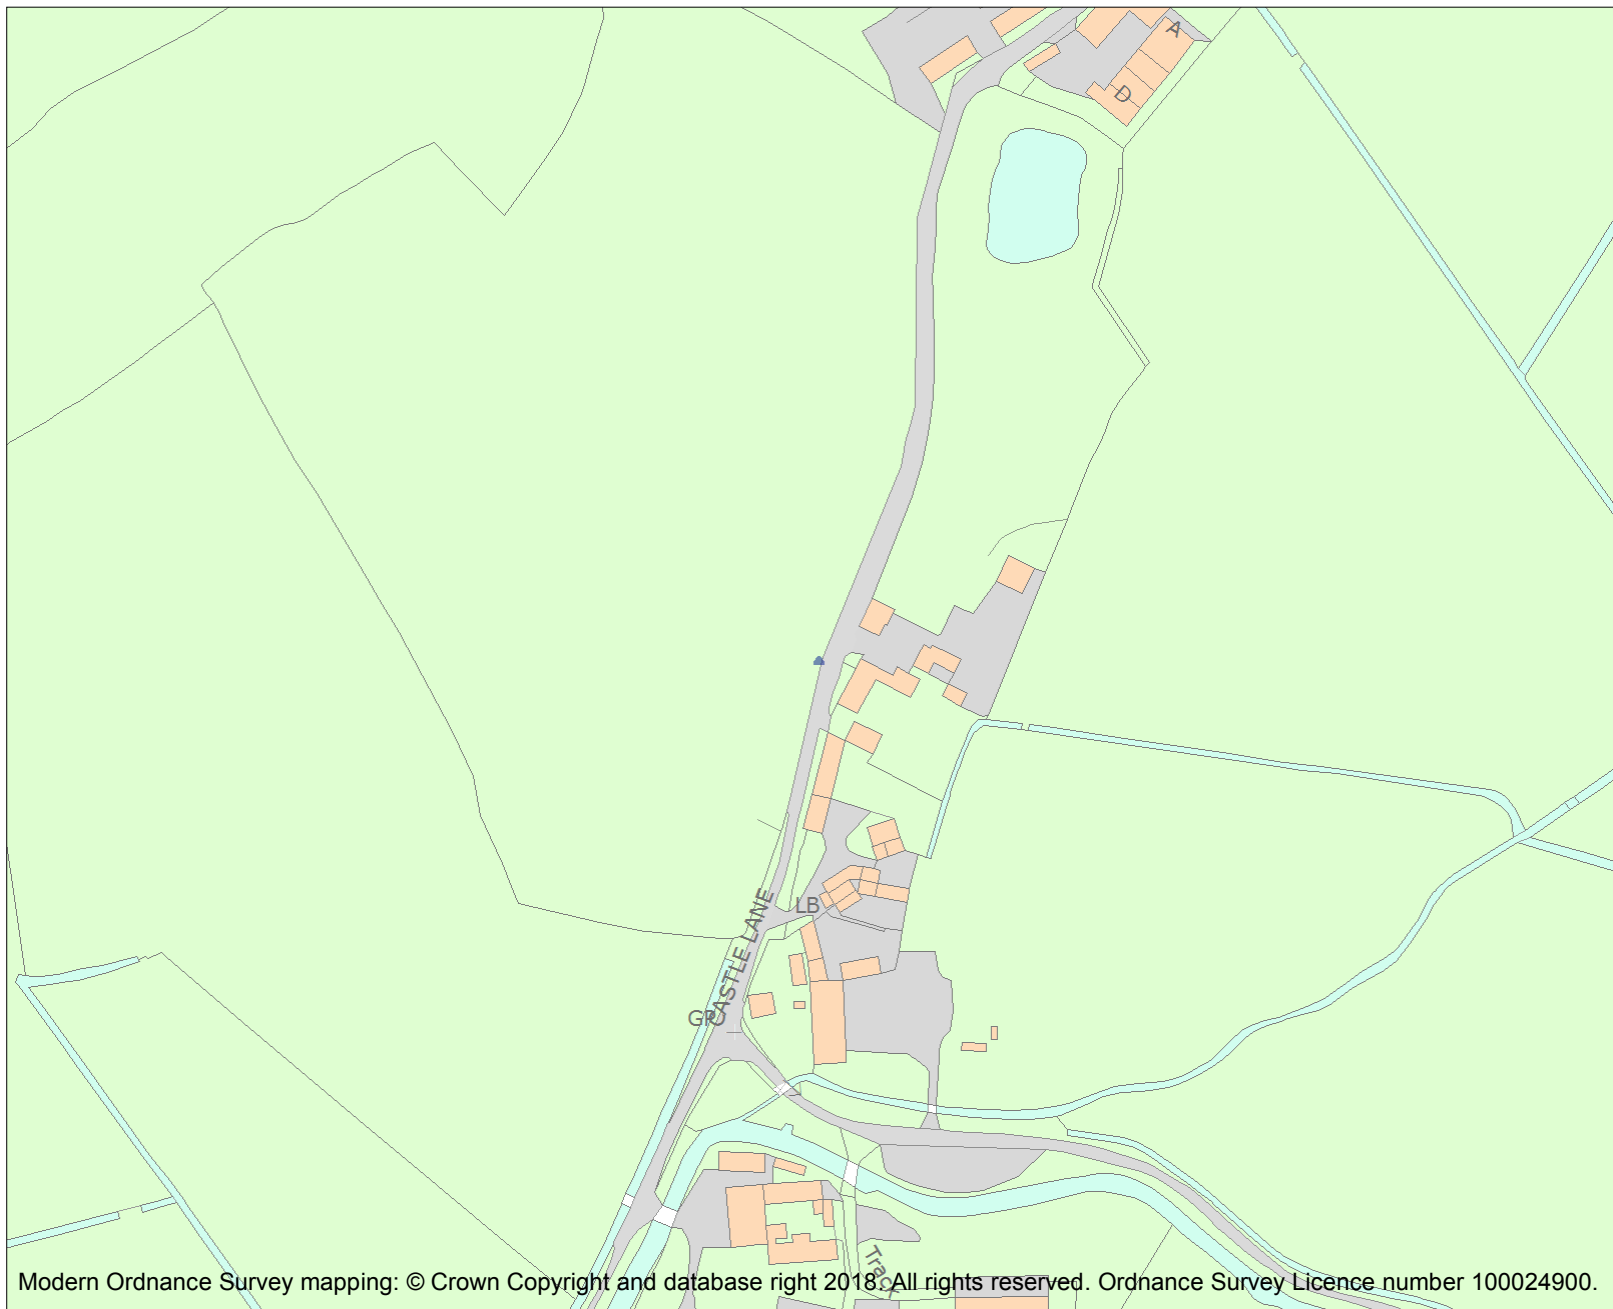 A
D
LB
CASTLE LANE
GP
Track
Modern Ordnance Survey mapping: © Crown Copyright and database right 2018. All rights reserved. Ordnance Survey Licence number 100024900.